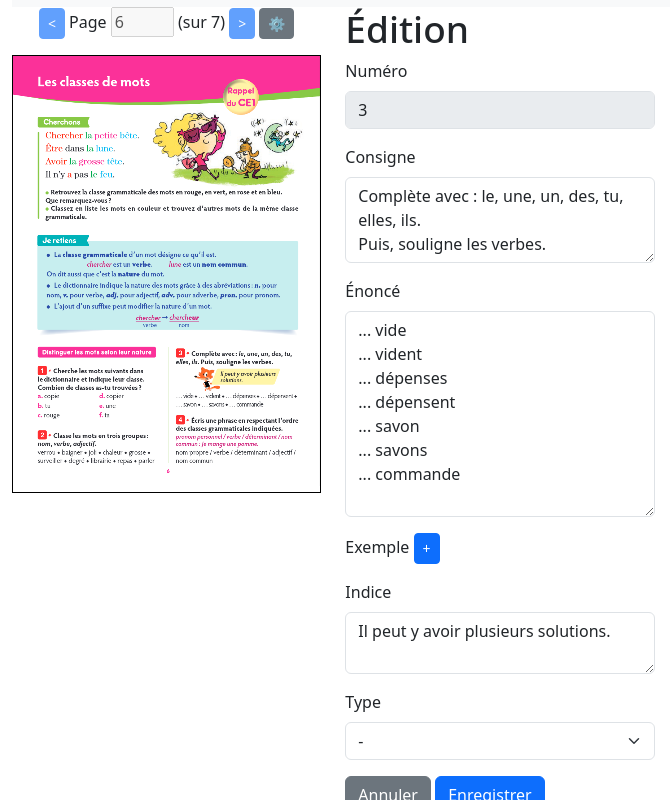 < Page 6 (sur 7) > ⚙️
Les classes de mots
Rappel
du CE1
Cherchons
Chercher la petite bête.
Être dans la lune.
Avoir la grosse tête.
Il n'y a pas le feu.
● Retrouvez la classe grammaticale des mots en rouge, en vert, en rose et en bleu.
Que remarquez-vous ?
● Classez en liste les mots en couleur et trouvez d'autres mots de la même classe
grammaticale.
Je retiens
● La classe grammaticale d'un mot désigne ce qu'il est.
chercher est un verbe. lune est un nom commun.
On dit aussi que c'est la nature du mot.
● Le dictionnaire indique la nature des mots grâce à des abréviations : n. pour
nom, v. pour verbe, adj. pour adjectif, adv. pour adverbe, pron. pour pronom.
● L'ajout d'un suffixe peut modifier la nature d'un mot.
chercher → chercheur
verbe nom
Distinguer les mots selon leur nature
1 * Cherche les mots suivants dans
le dictionnaire et indique leur classe.
Combien de classes as-tu trouvées ?
a. copie d. copier
b. tu e. une
c. rouge f. ta
2 * Classe les mots en trois groupes :
nom, verbe, adjectif.
verrou ● baigner ● joli ● chaleur ● grosse ●
surveiller ● degré ● librairie ● repas ● parler
3 * Complète avec : le, une, un, des, tu,
elles, ils. Puis, souligne les verbes.
Il peut y avoir plusieurs
solutions.
… vide ● … vident ● … dépenses ● … dépensent ●
… savon ● … savons ● … commande
4 * Écris une phrase en respectant l'ordre
des classes grammaticales indiquées.
pronom personnel / verbe / déterminant / nom
commun : Je mange une pomme.
nom propre / verbe / déterminant / adjectif /
nom commun
6
Édition
Numéro
3
Consigne
Complète avec : le, une, un, des, tu,
elles, ils.
Puis, souligne les verbes.
Énoncé
... vide
... vident
... dépenses
... dépensent
... savon
... savons
... commande
Exemple +
Indice
Il peut y avoir plusieurs solutions.
Type
-
Annuler Enregistrer